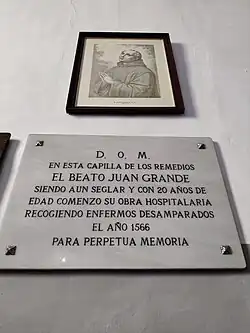 D. O. M.
EN ESTA CAPILLA DE LOS REMEDIOS
EL BEATO JUAN GRANDE
SIENDO AUN SEGLAR Y CON 20 AÑOS DE
EDAD COMENZO SU OBRA HOSPITALARIA
RECOGIENDO ENFERMOS DESAMPARADOS
EL AÑO 1566
PARA PERPETUA MEMORIA